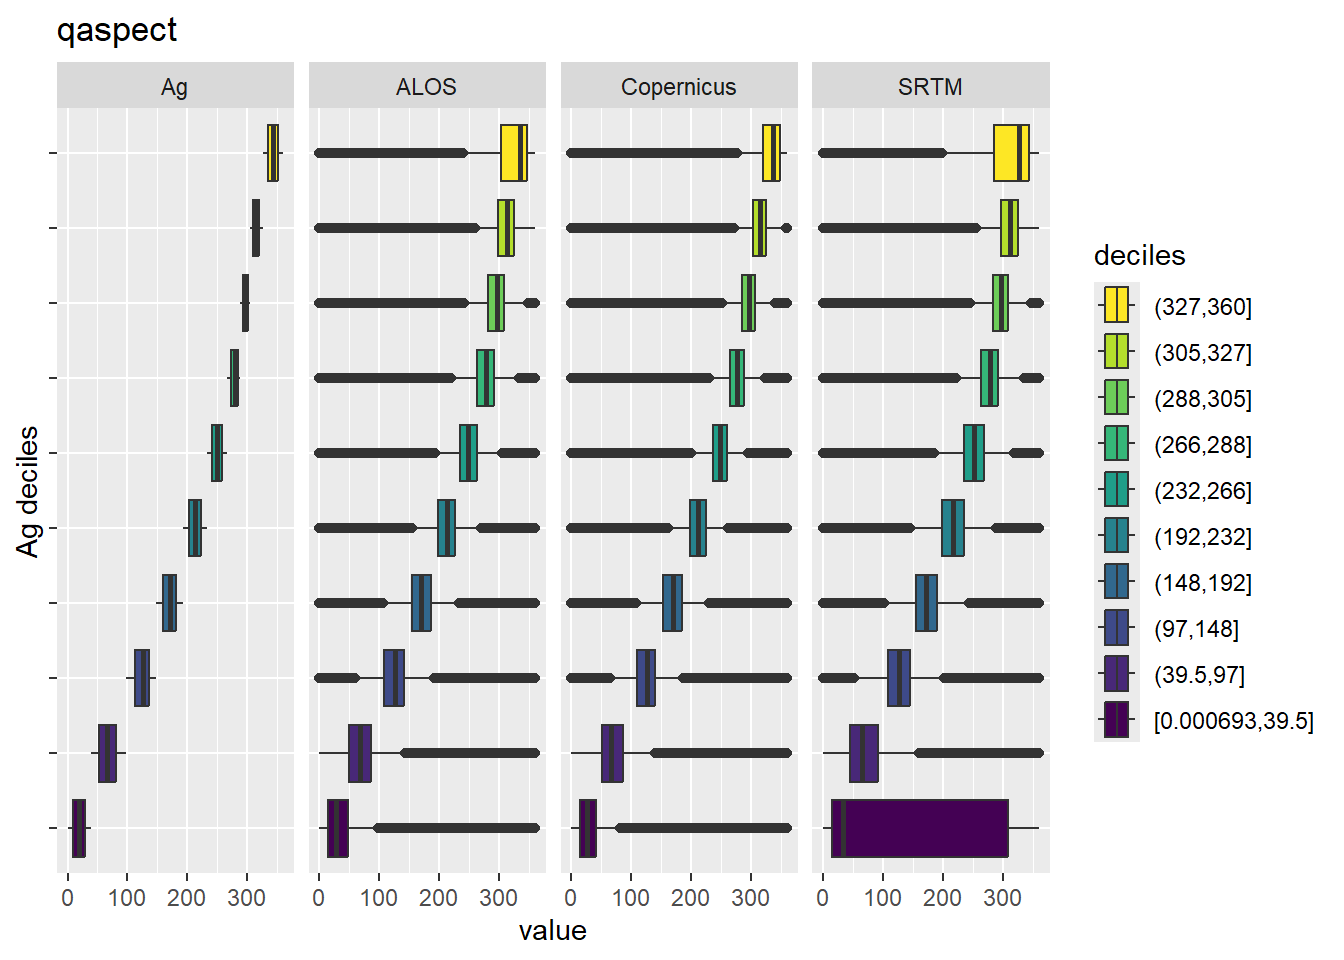 qaspect
Ag ALOS Copernicus SRTM
Ag deciles
0 100 200 300 0 100 200 300 0 100 200 300 0 100 200 300
value
deciles
(327,360]
(305,327]
(288,305]
(266,288]
(232,266]
(192,232]
(148,192]
(97,148]
(39.5,97]
[0.000693,39.5]